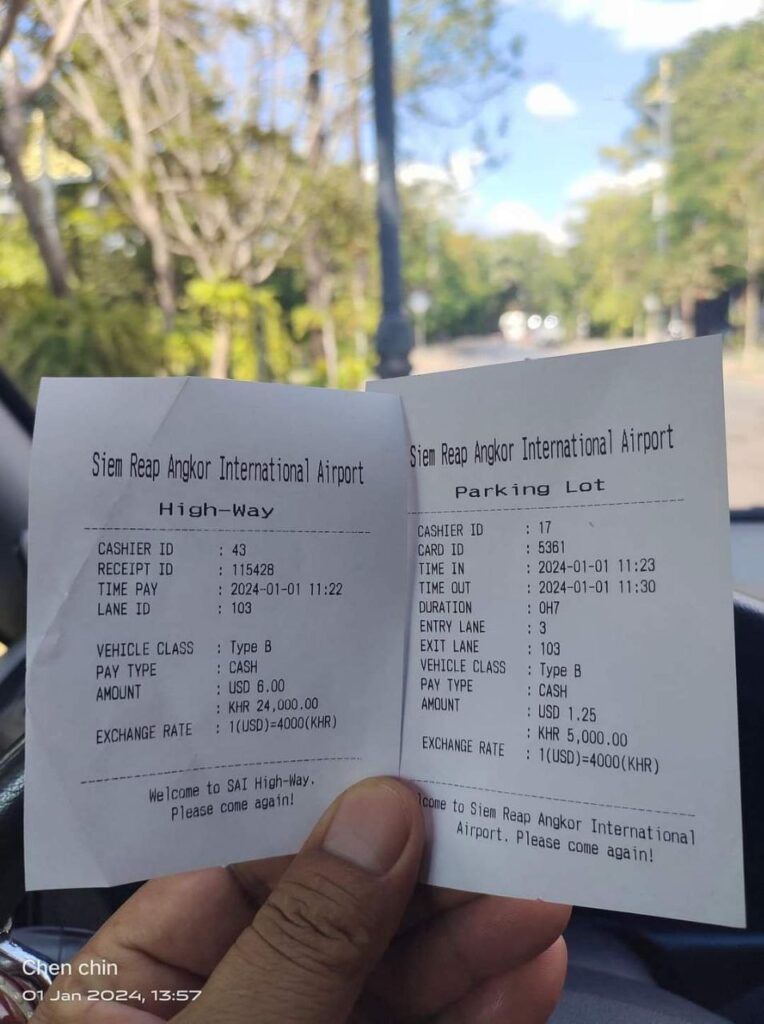 Siem Reap Angkor International Airport
High-Way
CASHIER ID : 43
RECEIPT ID : 115428
TIME PAY : 2024-01-01 11:22
LANE ID : 103
VEHICLE CLASS : Type B
PAY TYPE : CASH
AMOUNT : USD 6.00
: KHR 24,000.00
EXCHANGE RATE : 1(USD)=4000(KHR)
Welcome to SAI High-Way.
Please come again!
Siem Reap Angkor International Airport
Parking Lot
CASHIER ID : 17
CARD ID : 5361
TIME IN : 2024-01-01 11:23
TIME OUT : 2024-01-01 11:30
DURATION : 0H7
ENTRY LANE : 3
EXIT LANE : 103
VEHICLE CLASS : Type B
PAY TYPE : CASH
AMOUNT : USD 1.25
: KHR 5,000.00
EXCHANGE RATE : 1(USD)=4000(KHR)
lcome to Siem Reap Angkor International
Airport. Please come again!
Chen chin
01 Jan 2024, 13:57